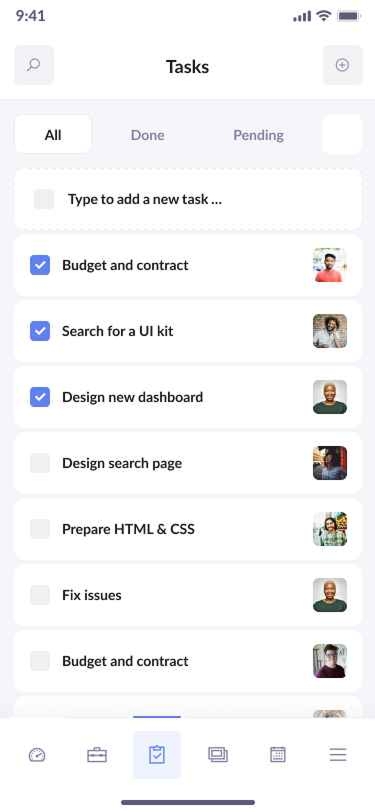 9:41
Tasks
All
Done
Pending
Type to add a new task ...
Budget and contract
Search for a UI kit
Design new dashboard
Design search page
Prepare HTML & CSS
Fix issues
Budget and contract